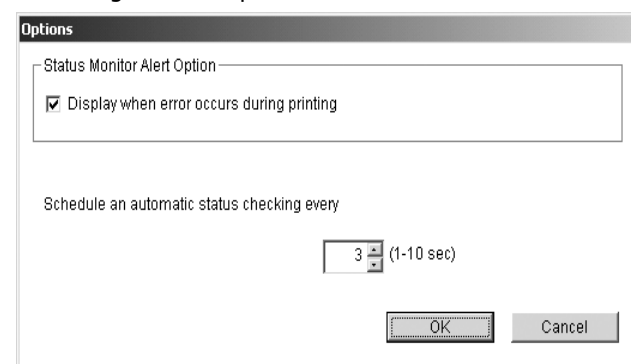 Options
Status Monitor Alert Option
Display when error occurs during printing
Schedule an automatic status checking every
3 (1-10 sec)
OK Cancel